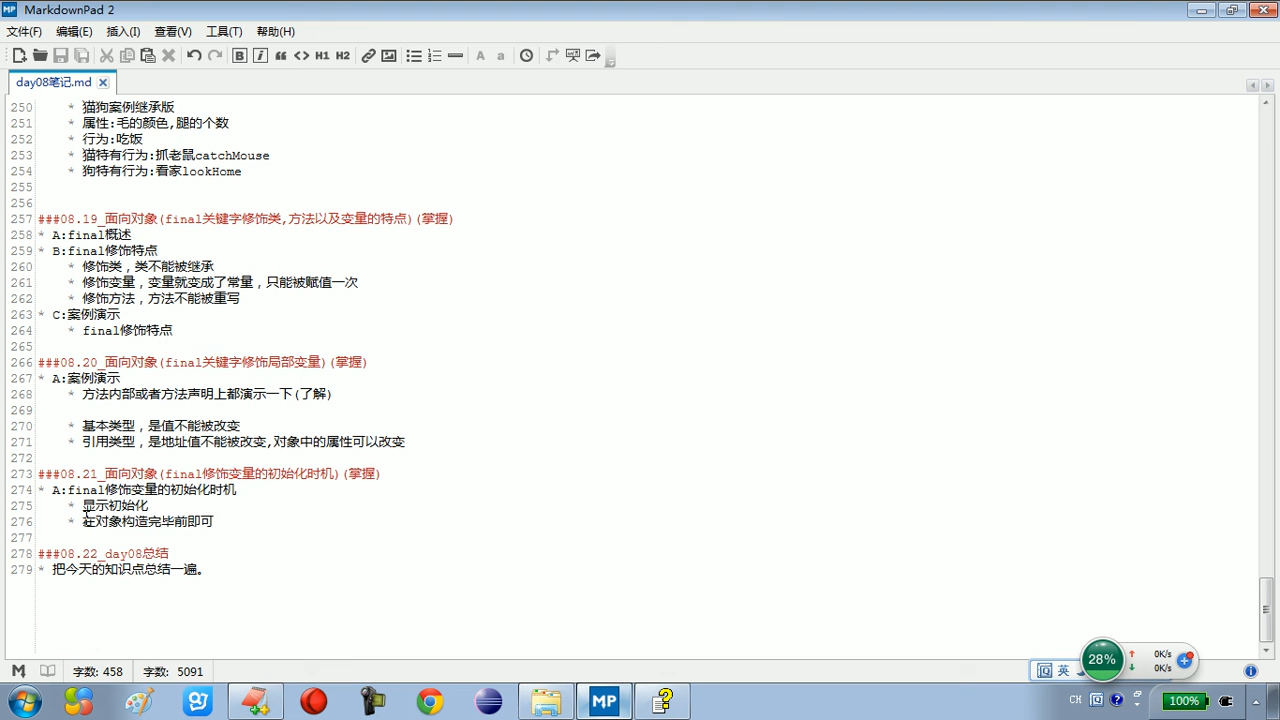 MarkdownPad 2
文件(F) 编辑(E) 插入(I) 查看(V) 工具(T) 帮助(H)
B I “ <> H1 H2 A a
day08笔记.md
250 * 猫狗案例继承版
251 * 属性:毛的颜色,腿的个数
252 * 行为:吃饭
253 * 猫特有行为:抓老鼠catchMouse
254 * 狗特有行为:看家lookHome
255
256
257 ###08.19_面向对象(final关键字修饰类,方法以及变量的特点)(掌握)
258 * A:final概述
259 * B:final修饰特点
260 * 修饰类，类不能被继承
261 * 修饰变量，变量就变成了常量，只能被赋值一次
262 * 修饰方法，方法不能被重写
263 * C:案例演示
264 * final修饰特点
265
266 ###08.20_面向对象(final关键字修饰局部变量)(掌握)
267 * A:案例演示
268 * 方法内部或者方法声明上都演示一下(了解)
269
270 * 基本类型，是值不能被改变
271 * 引用类型，是地址值不能被改变,对象中的属性可以改变
272
273 ###08.21_面向对象(final修饰变量的初始化时机)(掌握)
274 * A:final修饰变量的初始化时机
275 * 显示初始化
276 * 在对象构造完毕前即可
277
278 ###08.22_day08总结
279 * 把今天的知识点总结一遍。
字数: 458 字数: 5091
英 28% 0K/s
0K/s
MP CH 100%